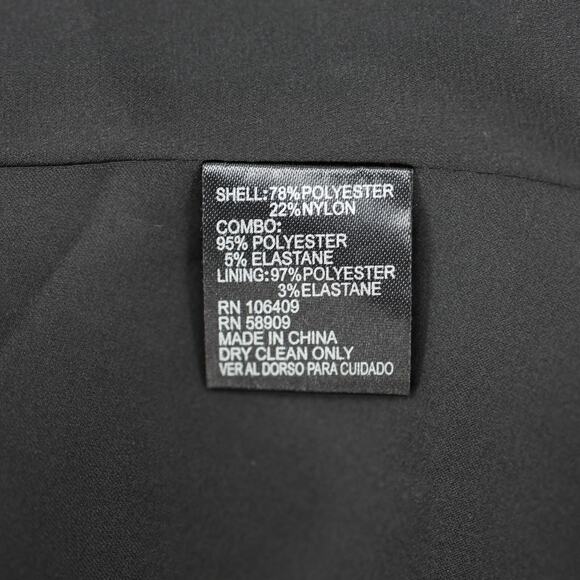 SHELL:78%POLYESTER
22%NYLON
COMBO:
95% POLYESTER
5% ELASTANE
LINING:97%POLYESTER
3%ELASTANE
RN 106409
RN 58909
MADE IN CHINA
DRY CLEAN ONLY
VER AL DORSO PARA CUIDADO